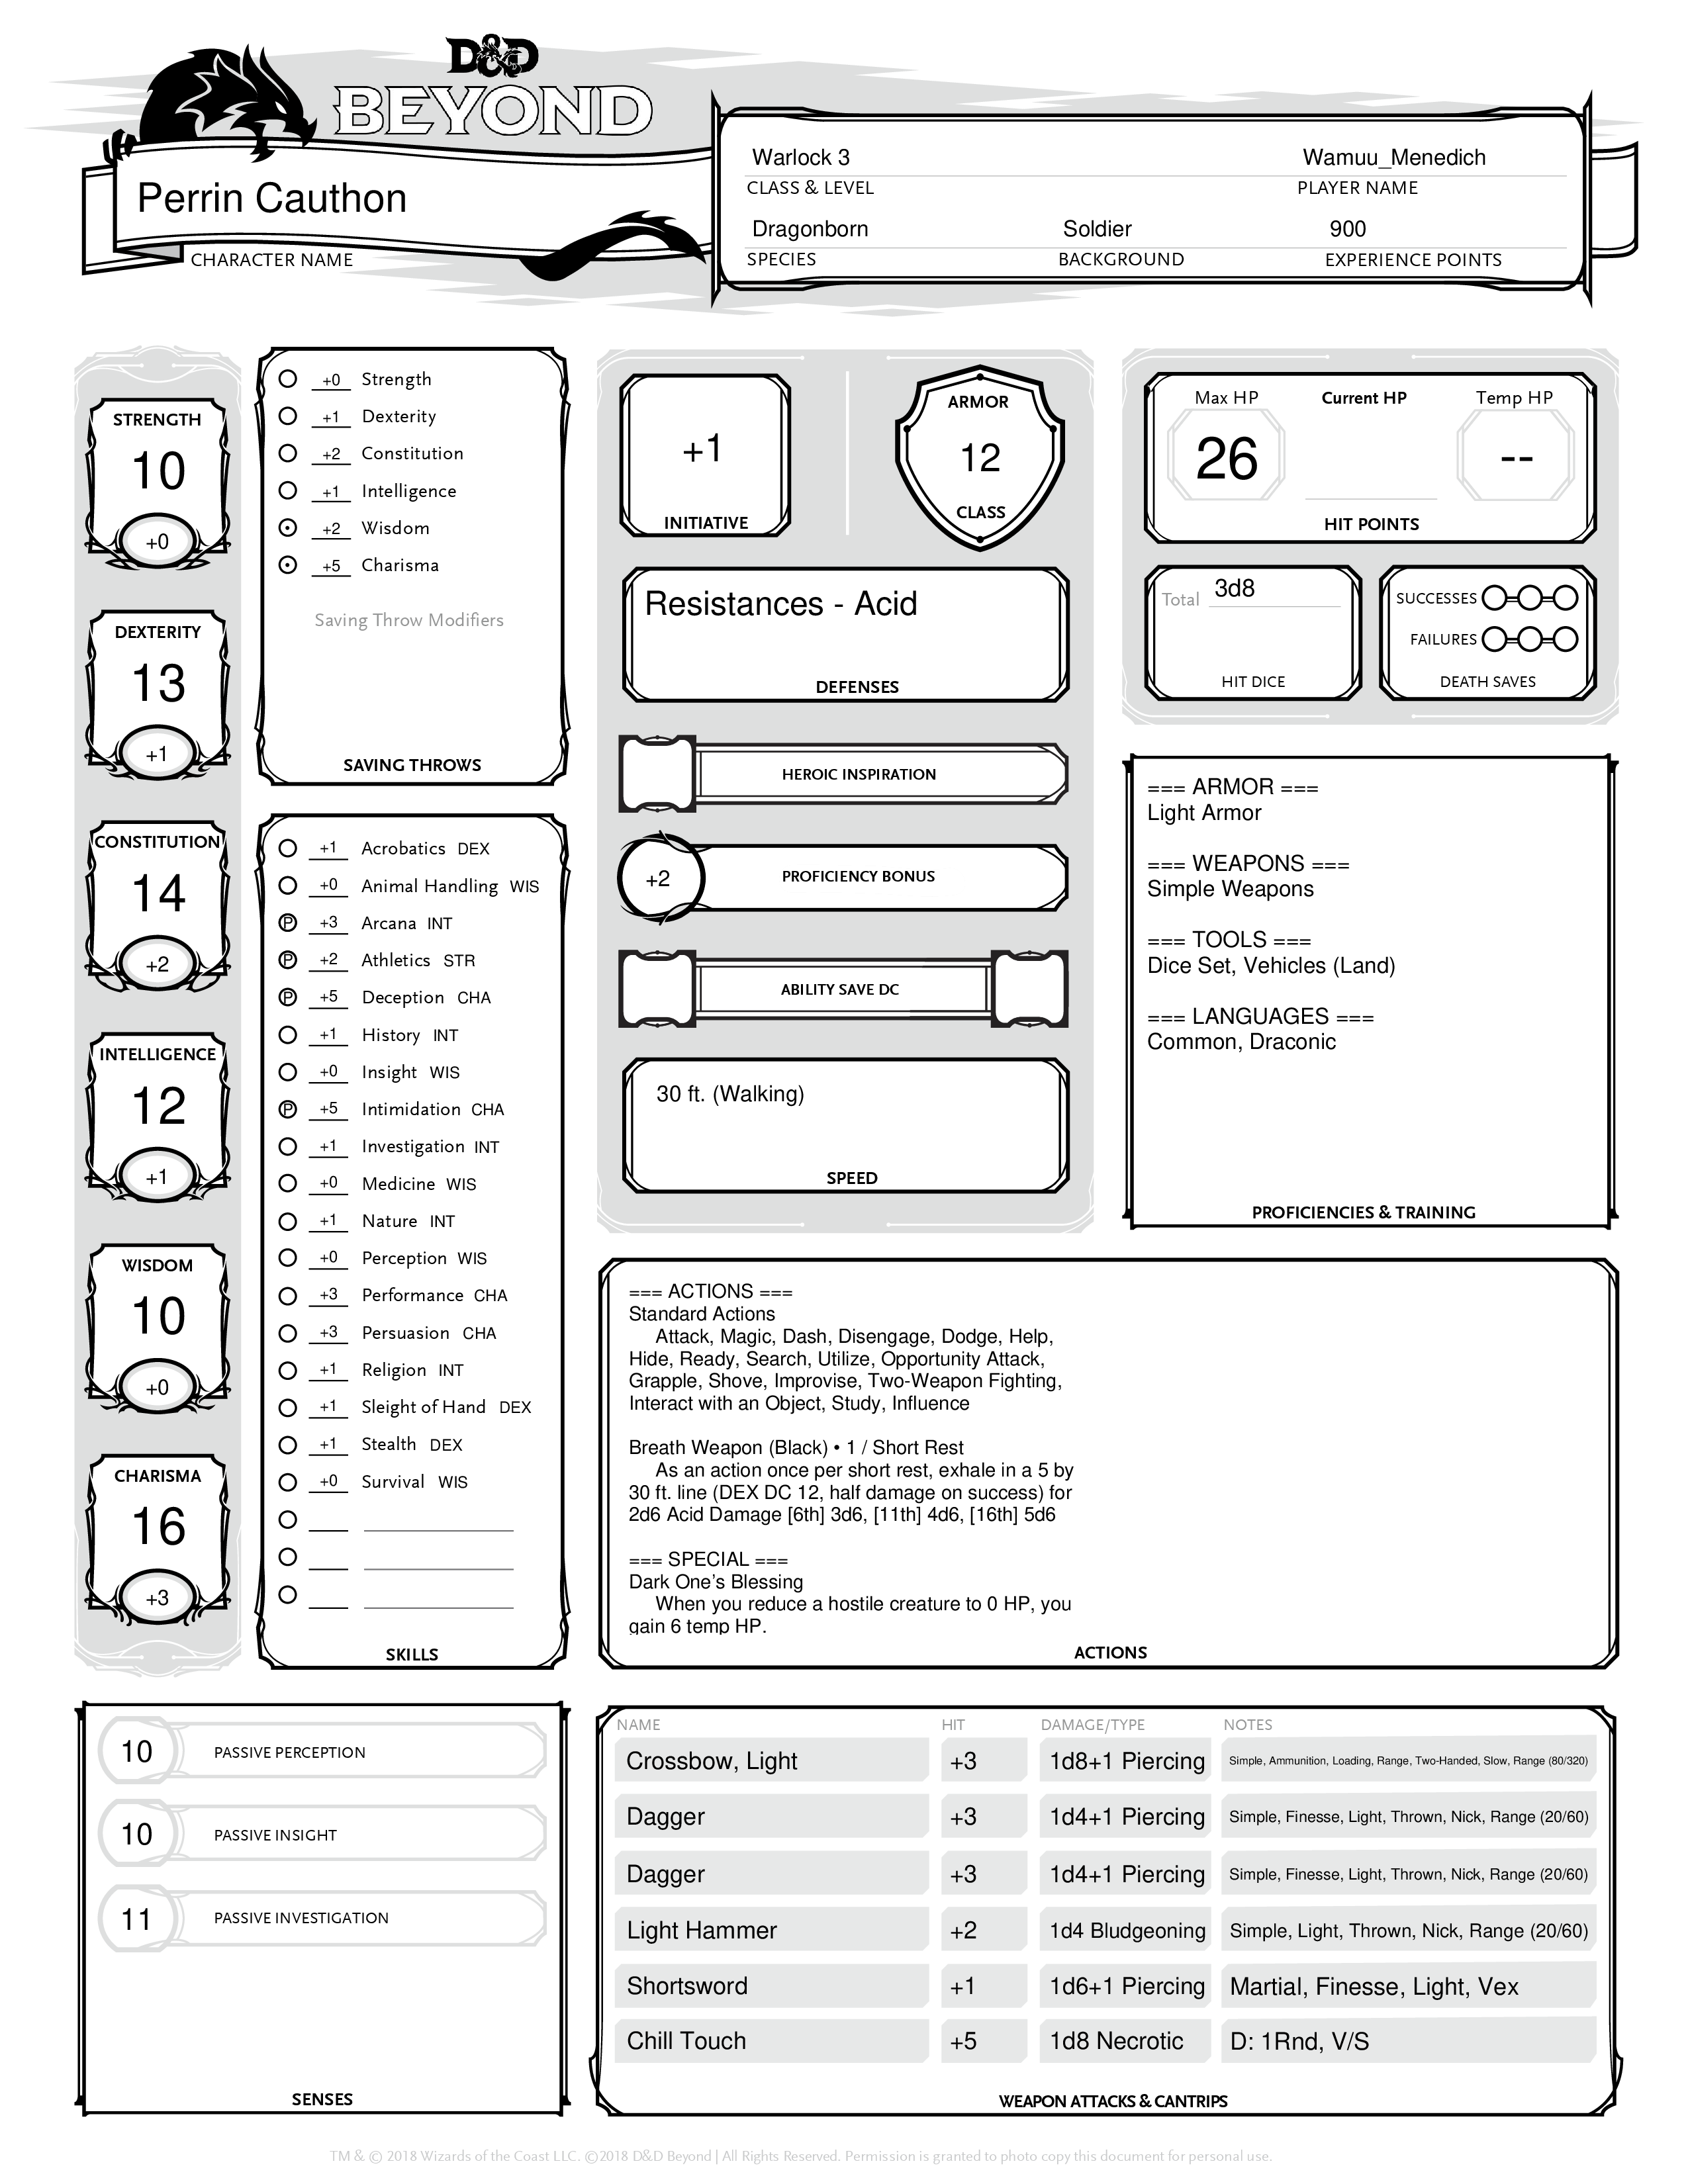 D&D
BEYOND
Perrin Cauthon
CHARACTER NAME
Warlock 3
Wamuu_Menedich
CLASS & LEVEL
PLAYER NAME
Dragonborn
Soldier
900
SPECIES
BACKGROUND
EXPERIENCE POINTS
STRENGTH
10
+0
DEXTERITY
13
+1
CONSTITUTION
14
+2
INTELLIGENCE
12
+1
WISDOM
10
+0
CHARISMA
16
+3
+0 Strength
+1 Dexterity
+2 Constitution
+1 Intelligence
+2 Wisdom
+5 Charisma
Saving Throw Modifiers
SAVING THROWS
+1 Acrobatics DEX
+0 Animal Handling WIS
P +3 Arcana INT
P +2 Athletics STR
P +5 Deception CHA
+1 History INT
+0 Insight WIS
P +5 Intimidation CHA
+1 Investigation INT
+0 Medicine WIS
+1 Nature INT
+0 Perception WIS
+3 Performance CHA
+3 Persuasion CHA
+1 Religion INT
+1 Sleight of Hand DEX
+1 Stealth DEX
+0 Survival WIS
SKILLS
+1
INITIATIVE
ARMOR
12
CLASS
Resistances - Acid
DEFENSES
HEROIC INSPIRATION
+2
PROFICIENCY BONUS
ABILITY SAVE DC
30 ft. (Walking)
SPEED
Max HP
Current HP
Temp HP
26
--
HIT POINTS
Total 3d8
HIT DICE
SUCCESSES
FAILURES
DEATH SAVES
=== ARMOR ===
Light Armor
=== WEAPONS ===
Simple Weapons
=== TOOLS ===
Dice Set, Vehicles (Land)
=== LANGUAGES ===
Common, Draconic
PROFICIENCIES & TRAINING
=== ACTIONS ===
Standard Actions
Attack, Magic, Dash, Disengage, Dodge, Help,
Hide, Ready, Search, Utilize, Opportunity Attack,
Grapple, Shove, Improvise, Two-Weapon Fighting,
Interact with an Object, Study, Influence
Breath Weapon (Black) • 1 / Short Rest
As an action once per short rest, exhale in a 5 by
30 ft. line (DEX DC 12, half damage on success) for
2d6 Acid Damage [6th] 3d6, [11th] 4d6, [16th] 5d6
=== SPECIAL ===
Dark One’s Blessing
When you reduce a hostile creature to 0 HP, you
gain 6 temp HP.
ACTIONS
10 PASSIVE PERCEPTION
10 PASSIVE INSIGHT
11 PASSIVE INVESTIGATION
SENSES
NAME HIT DAMAGE/TYPE NOTES
Crossbow, Light +3 1d8+1 Piercing Simple, Ammunition, Loading, Range, Two-Handed, Slow, Range (80/320)
Dagger +3 1d4+1 Piercing Simple, Finesse, Light, Thrown, Nick, Range (20/60)
Dagger +3 1d4+1 Piercing Simple, Finesse, Light, Thrown, Nick, Range (20/60)
Light Hammer +2 1d4 Bludgeoning Simple, Light, Thrown, Nick, Range (20/60)
Shortsword +1 1d6+1 Piercing Martial, Finesse, Light, Vex
Chill Touch +5 1d8 Necrotic D: 1Rnd, V/S
WEAPON ATTACKS & CANTRIPS
TM & © 2018 Wizards of the Coast LLC. ©2018 D&D Beyond | All Rights Reserved. Permission is granted to photo copy this document for personal use.